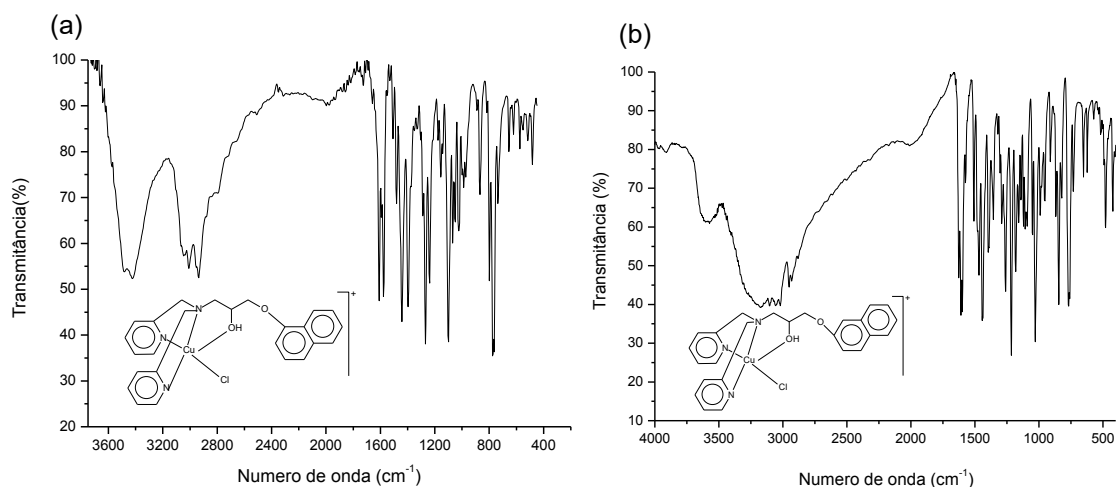 (a)
100
90
80
70
60
50
40
30
20
Transmitância(%)
3600 3200 2800 2400 2000 1600 1200 800 400
Numero de onda (cm-1)
N
O
OH
N
Cu
N
Cl
+
(b)
100
90
80
70
60
50
40
30
20
10
Transmitância (%)
4000 3500 3000 2500 2000 1500 1000 500
Numero de onda (cm-1)
N
O
OH
N
Cu
N
Cl
+